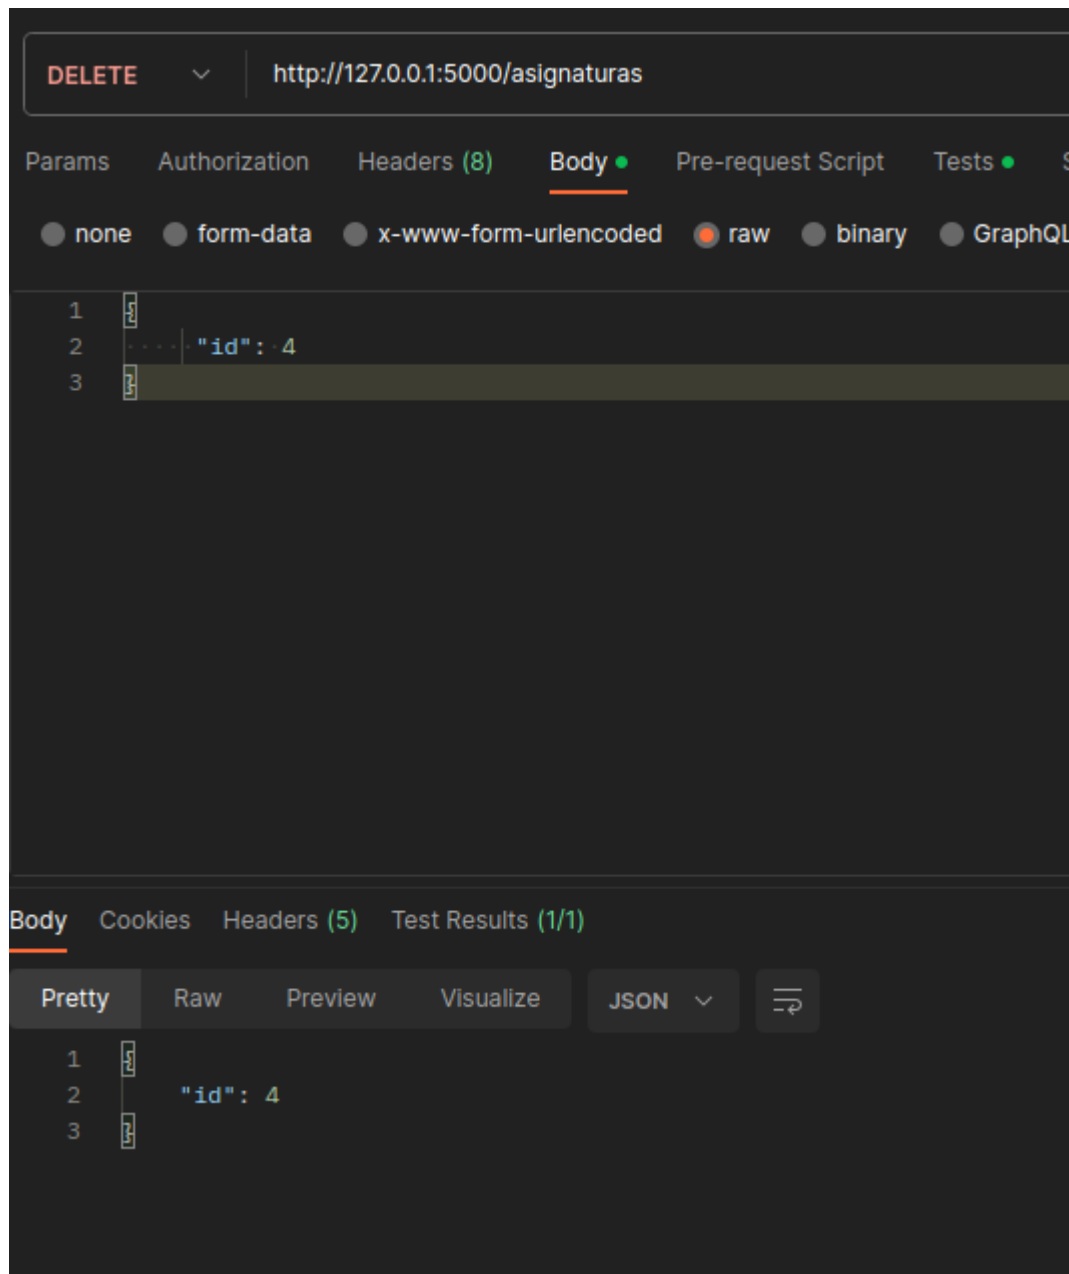 DELETE http://127.0.0.1:5000/asignaturas
Params Authorization Headers (8) Body Pre-request Script Tests S
none form-data x-www-form-urlencoded raw binary GraphQL
1 {
2 "id": 4
3 }
Body Cookies Headers (5) Test Results (1/1)
Pretty Raw Preview Visualize JSON
1 {
2 "id": 4
3 }